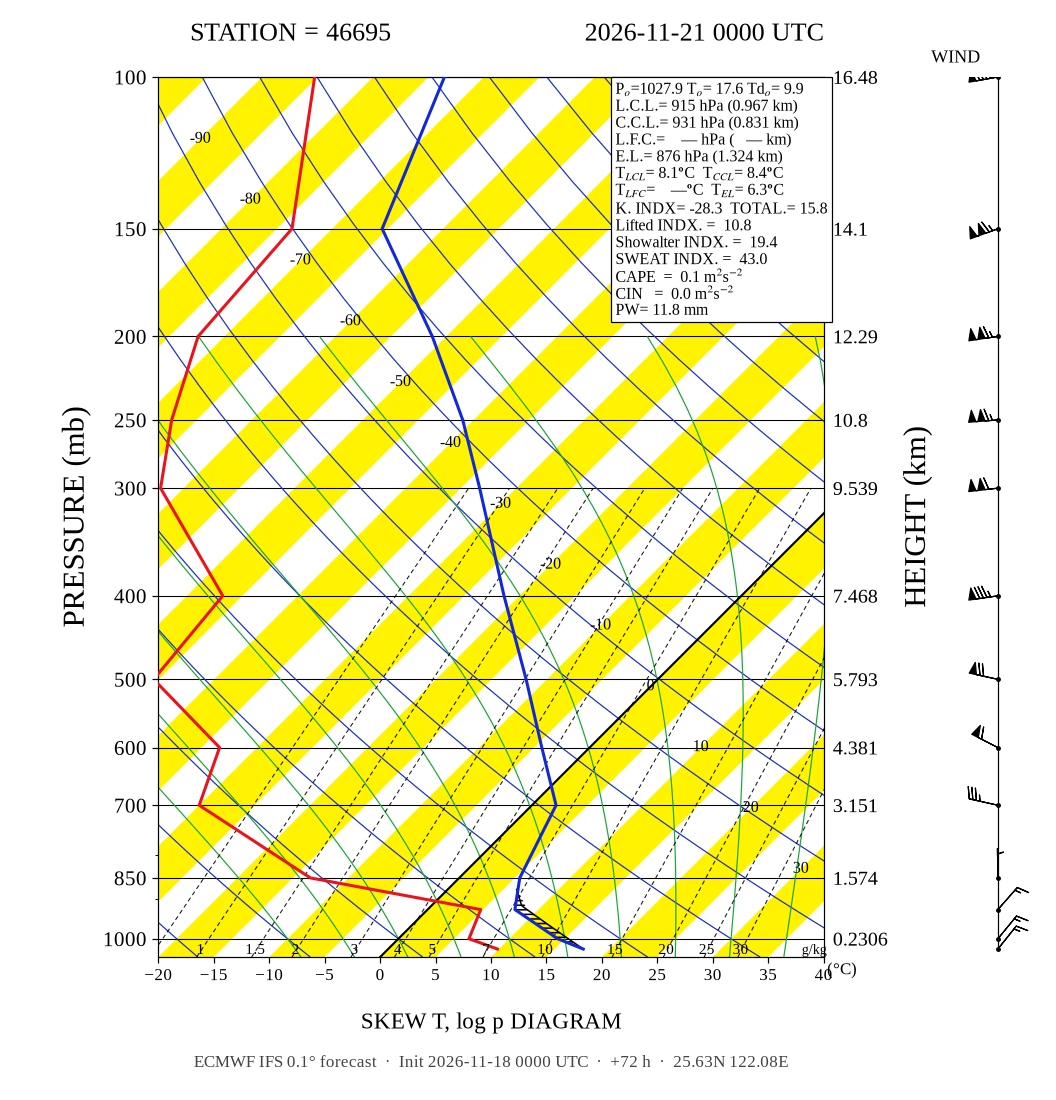 STATION = 46695
2026-11-21 0000 UTC
WIND
P₀=1027.9 T₀= 17.6 Td₀= 9.9
L.C.L.= 915 hPa (0.967 km)
C.C.L.= 931 hPa (0.831 km)
L.F.C.= — hPa ( — km)
E.L.= 876 hPa (1.324 km)
T_LCL= 8.1°C T_CCL= 8.4°C
T_LFC= —°C T_EL= 6.3°C
K. INDX= -28.3 TOTAL.= 15.8
Lifted INDX. = 10.8
Showalter INDX. = 19.4
SWEAT INDX. = 43.0
CAPE = 0.1 m²s⁻²
CIN = 0.0 m²s⁻²
PW= 11.8 mm
PRESSURE (mb)
100
150
200
250
300
400
500
600
700
850
1000
-90
-80
-70
-60
-50
-40
-30
-20
-10
0
10
20
30
16.48
14.1
12.29
10.8
9.539
7.468
5.793
4.381
3.151
1.574
0.2306
HEIGHT (km)
1 1.5 2 3 4 5 10 15 20 25 30 g/kg
−20 −15 −10 −5 0 5 10 15 20 25 30 35 40
(°C)
SKEW T, log p DIAGRAM
ECMWF IFS 0.1° forecast · Init 2026-11-18 0000 UTC · +72 h · 25.63N 122.08E